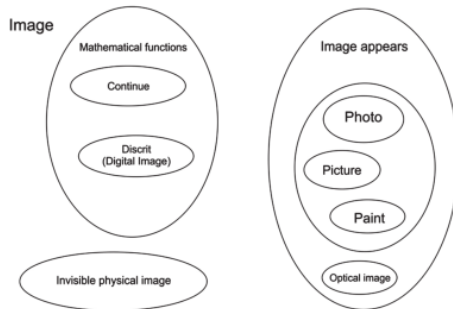 Image
Mathematical functions
Continue
Discrit
(Digital Image)
Invisible physical image
Image appears
Photo
Picture
Paint
Optical image